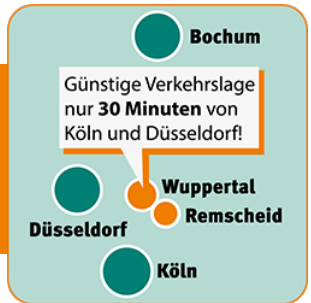 Bochum
Günstige Verkehrslage
nur 30 Minuten von
Köln und Düsseldorf!
Wuppertal
Remscheid
Düsseldorf
Köln